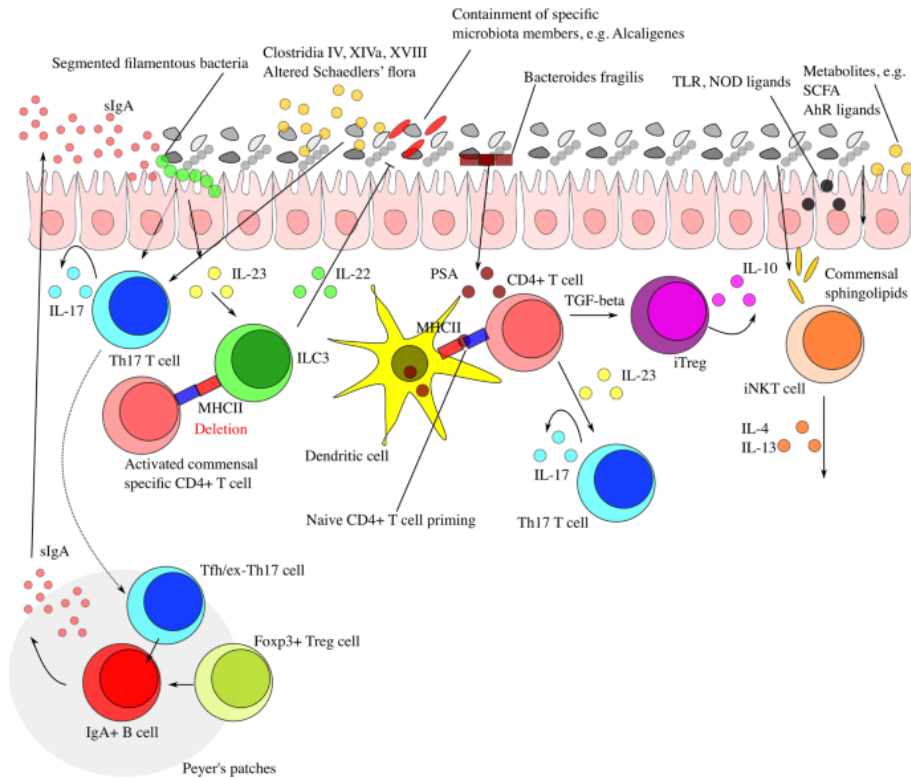 Containment of specific
microbiota members, e.g. Alcaligenes
Clostridia IV, XIVa, XVIII
Altered Schaedlers' flora
Segmented filamentous bacteria
Bacteroides fragilis
TLR, NOD ligands
Metabolites, e.g.
SCFA
AhR ligands
sIgA
IL-17
IL-23
IL-22
PSA
CD4+ T cell
IL-10
Commensal
sphingolipids
TGF-beta
MHCII
Th17 T cell
ILC3
iTreg
iNKT cell
MHCII
Deletion
IL-23
IL-4
IL-13
Activated commensal
specific CD4+ T cell
Dendritic cell
IL-17
Naive CD4+ T cell priming
Th17 T cell
sIgA
Tfh/ex-Th17 cell
Foxp3+ Treg cell
IgA+ B cell
Peyer's patches